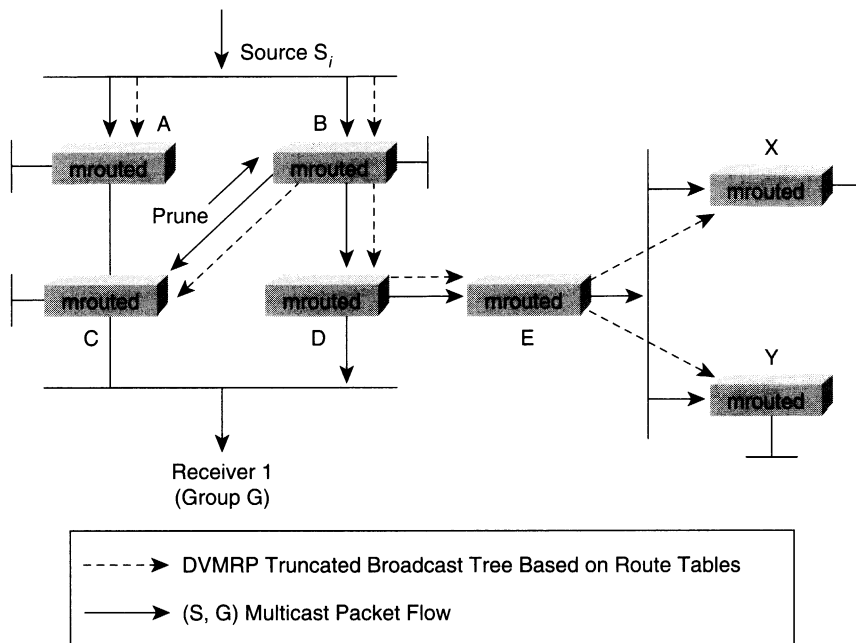 Source Si
A
B
mrouted
mrouted
X
mrouted
Prune
mrouted
mrouted
mrouted
C
D
E
Y
mrouted
Receiver 1
(Group G)
DVMRP Truncated Broadcast Tree Based on Route Tables
(S, G) Multicast Packet Flow